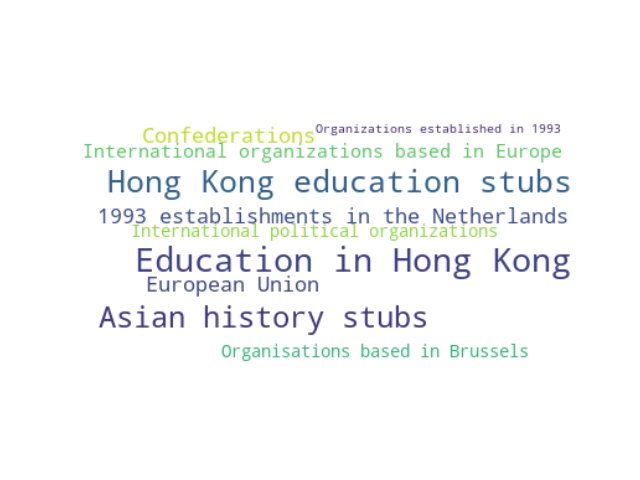 Organizations established in 1993
Confederations
International organizations based in Europe
Hong Kong education stubs
1993 establishments in the Netherlands
International political organizations
Education in Hong Kong
European Union
Asian history stubs
Organisations based in Brussels